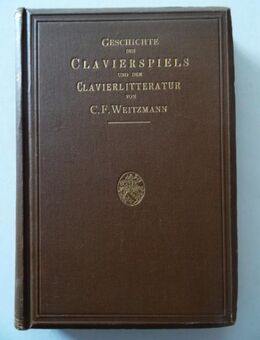 GESCHICHTE
DES
CLAVIERSPIELS
UND DER
CLAVIERLITTERATUR
VON
C. F. WEITZMANN